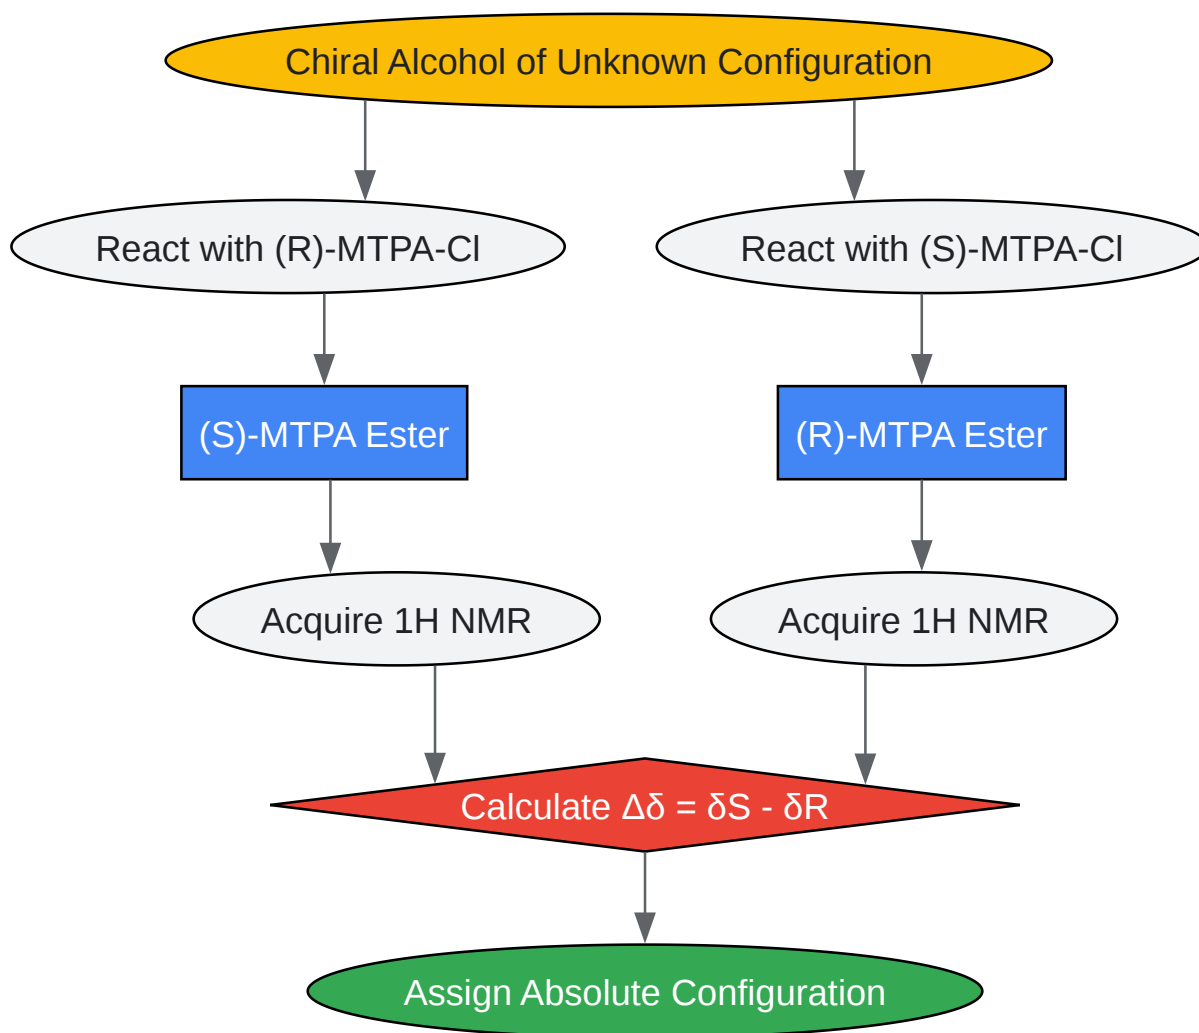 Chiral Alcohol of Unknown Configuration
React with (R)-MTPA-Cl
React with (S)-MTPA-Cl
(S)-MTPA Ester
(R)-MTPA Ester
Acquire 1H NMR
Acquire 1H NMR
Calculate Δδ = δS - δR
Assign Absolute Configuration